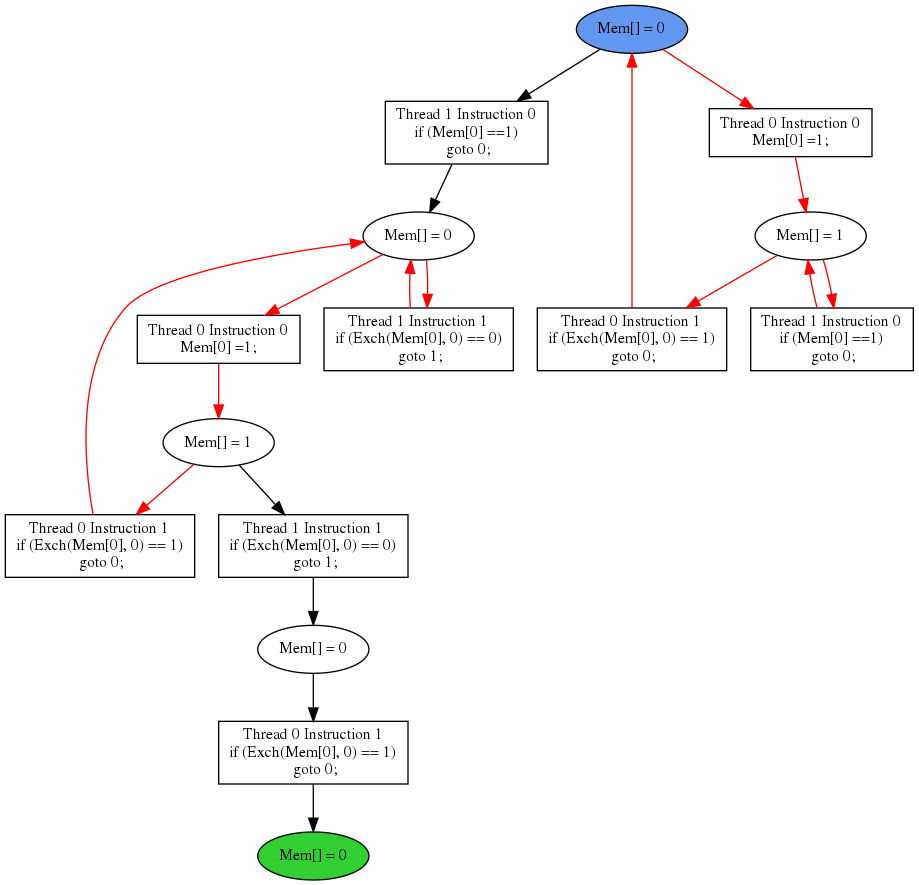 Mem[] = 0
Thread 1 Instruction 0
if (Mem[0] ==1)
goto 0;
Thread 0 Instruction 0
Mem[0] =1;
Mem[] = 0
Mem[] = 1
Thread 0 Instruction 0
Mem[0] =1;
Thread 1 Instruction 1
if (Exch(Mem[0], 0) == 0)
goto 1;
Thread 0 Instruction 1
if (Exch(Mem[0], 0) == 1)
goto 0;
Thread 1 Instruction 0
if (Mem[0] ==1)
goto 0;
Mem[] = 1
Thread 0 Instruction 1
if (Exch(Mem[0], 0) == 1)
goto 0;
Thread 1 Instruction 1
if (Exch(Mem[0], 0) == 0)
goto 1;
Mem[] = 0
Thread 0 Instruction 1
if (Exch(Mem[0], 0) == 1)
goto 0;
Mem[] = 0